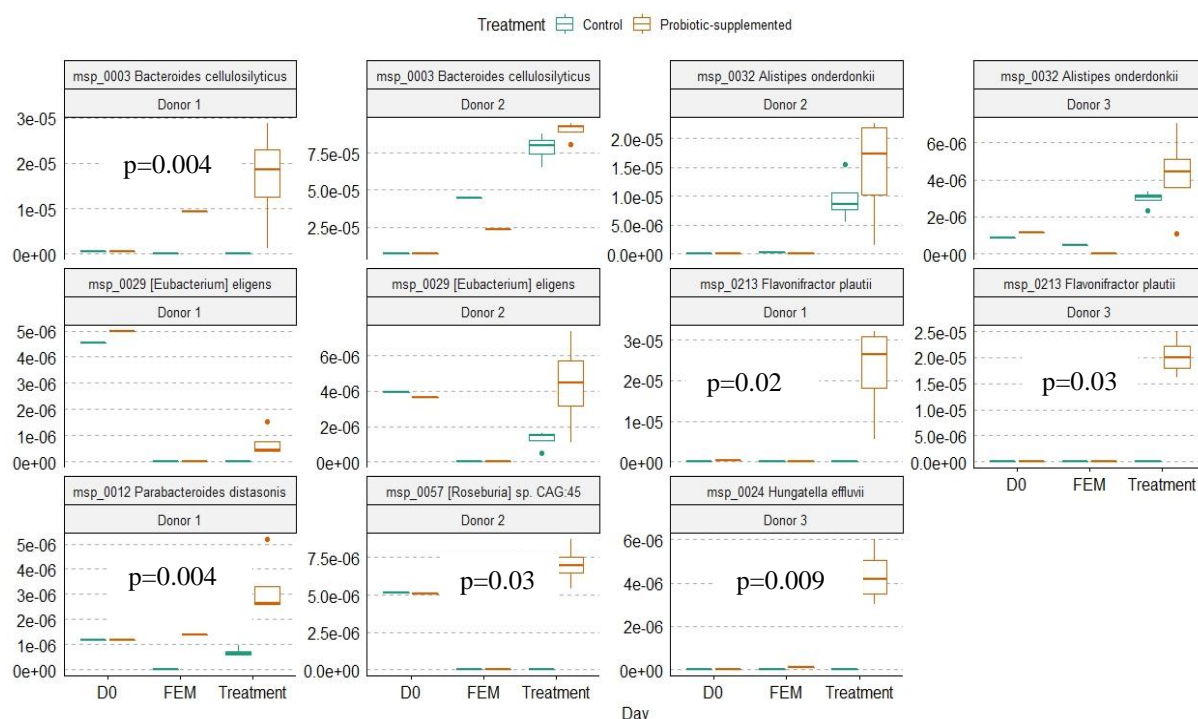 Treatment Control Probiotic-supplemented
msp_0003 Bacteroides cellulosilyticus
Donor 1
3e-05
2e-05
1e-05
0e+00
p=0.004
msp_0003 Bacteroides cellulosilyticus
Donor 2
7.5e-05
5.0e-05
2.5e-05
msp_0032 Alistipes onderdonkii
Donor 2
2.0e-05
1.5e-05
1.0e-05
5.0e-06
0.0e+00
msp_0032 Alistipes onderdonkii
Donor 3
6e-06
4e-06
2e-06
0e+00
msp_0029 [Eubacterium] eligens
Donor 1
5e-06
4e-06
3e-06
2e-06
1e-06
0e+00
msp_0029 [Eubacterium] eligens
Donor 2
6e-06
4e-06
2e-06
0e+00
msp_0213 Flavonifractor plautii
Donor 1
3e-05
2e-05
1e-05
0e+00
p=0.02
msp_0213 Flavonifractor plautii
Donor 3
2.5e-05
2.0e-05
1.5e-05
1.0e-05
5.0e-06
0.0e+00
p=0.03
D0 FEM Treatment
msp_0012 Parabacteroides distasonis
Donor 1
5e-06
4e-06
3e-06
2e-06
1e-06
0e+00
p=0.004
D0 FEM Treatment
msp_0057 [Roseburia] sp. CAG:45
Donor 2
7.5e-06
5.0e-06
2.5e-06
0.0e+00
p=0.03
D0 FEM Treatment
msp_0024 Hungatella effluvii
Donor 3
6e-06
4e-06
2e-06
0e+00
p=0.009
D0 FEM Treatment
Day